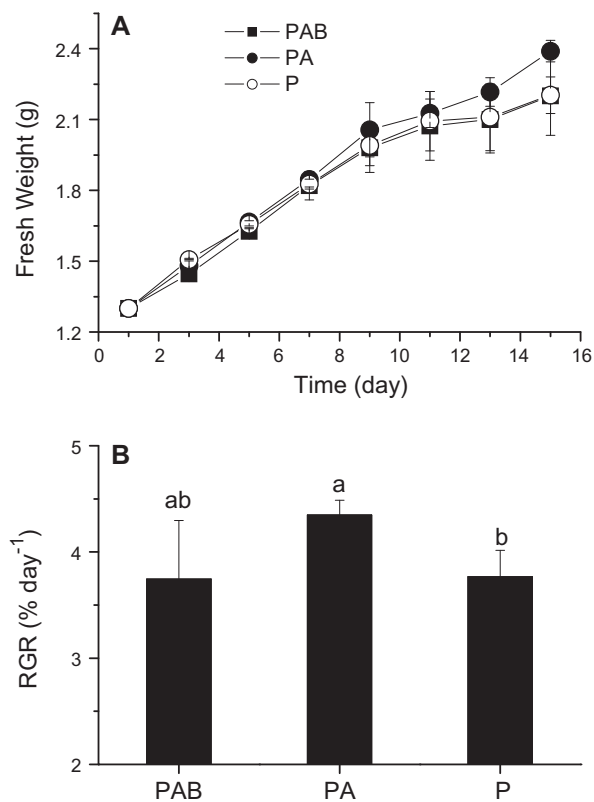 A
PAB
PA
P
2.4
2.1
1.8
1.5
1.2
Fresh Weight (g)
0 2 4 6 8 10 12 14 16
Time (day)
B
5
4
3
2
RGR (% day⁻¹)
ab
a
b
PAB PA P